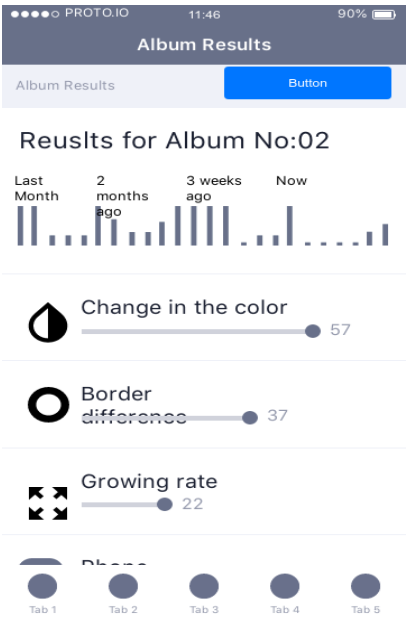 PROTO.IO 11:46 90%
Album Results
Album Results Button
Reuslts for Album No:02
Last Month
2 months ago
3 weeks ago
Now
Change in the color
57
Border difference
37
Growing rate
22
Phone
Tab 1 Tab 2 Tab 3 Tab 4 Tab 5